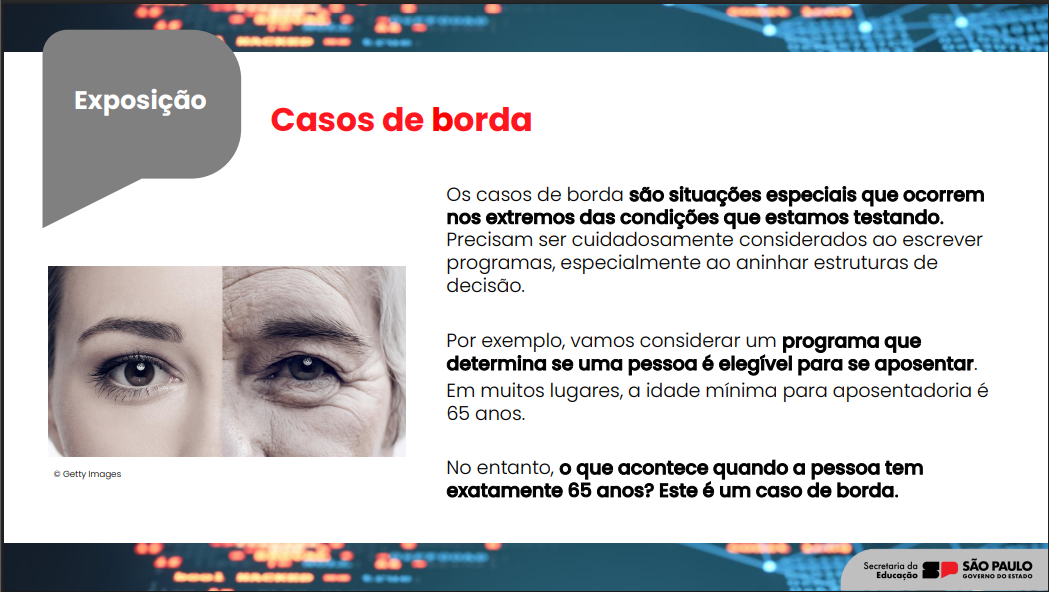 Exposição
Casos de borda
Os casos de borda são situações especiais que ocorrem
nos extremos das condições que estamos testando.
Precisam ser cuidadosamente considerados ao escrever
programas, especialmente ao aninhar estruturas de
decisão.
Por exemplo, vamos considerar um programa que
determina se uma pessoa é elegível para se aposentar.
Em muitos lugares, a idade mínima para aposentadoria é
65 anos.
No entanto, o que acontece quando a pessoa tem
exatamente 65 anos? Este é um caso de borda.
© Getty Images
bool HACKED == true
Secretaria da
Educação
SÃO PAULO
GOVERNO DO ESTADO